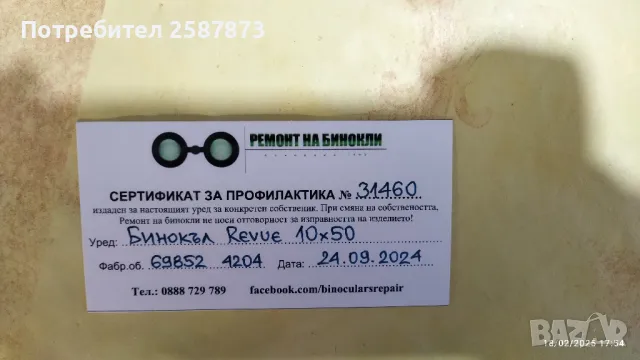 Потребител 2587873
РЕМОНТ НА БИНОКЛИ
СЕРТИФИКАТ ЗА ПРОФИЛАКТИКА № 31460
издаден за настоящият уред за конкретен собственик. При смяна на собствеността,
Ремонт на бинокли не носи отговорност за изправността на изделието!
Уред: Бинокъл Revue 10x50
Фабр.об. 69852 4204 Дата: 24.09.2024
Тел.: 0888 729 789 facebook.com/binocularsrepair
BAZAR
18/02/2025 17:54